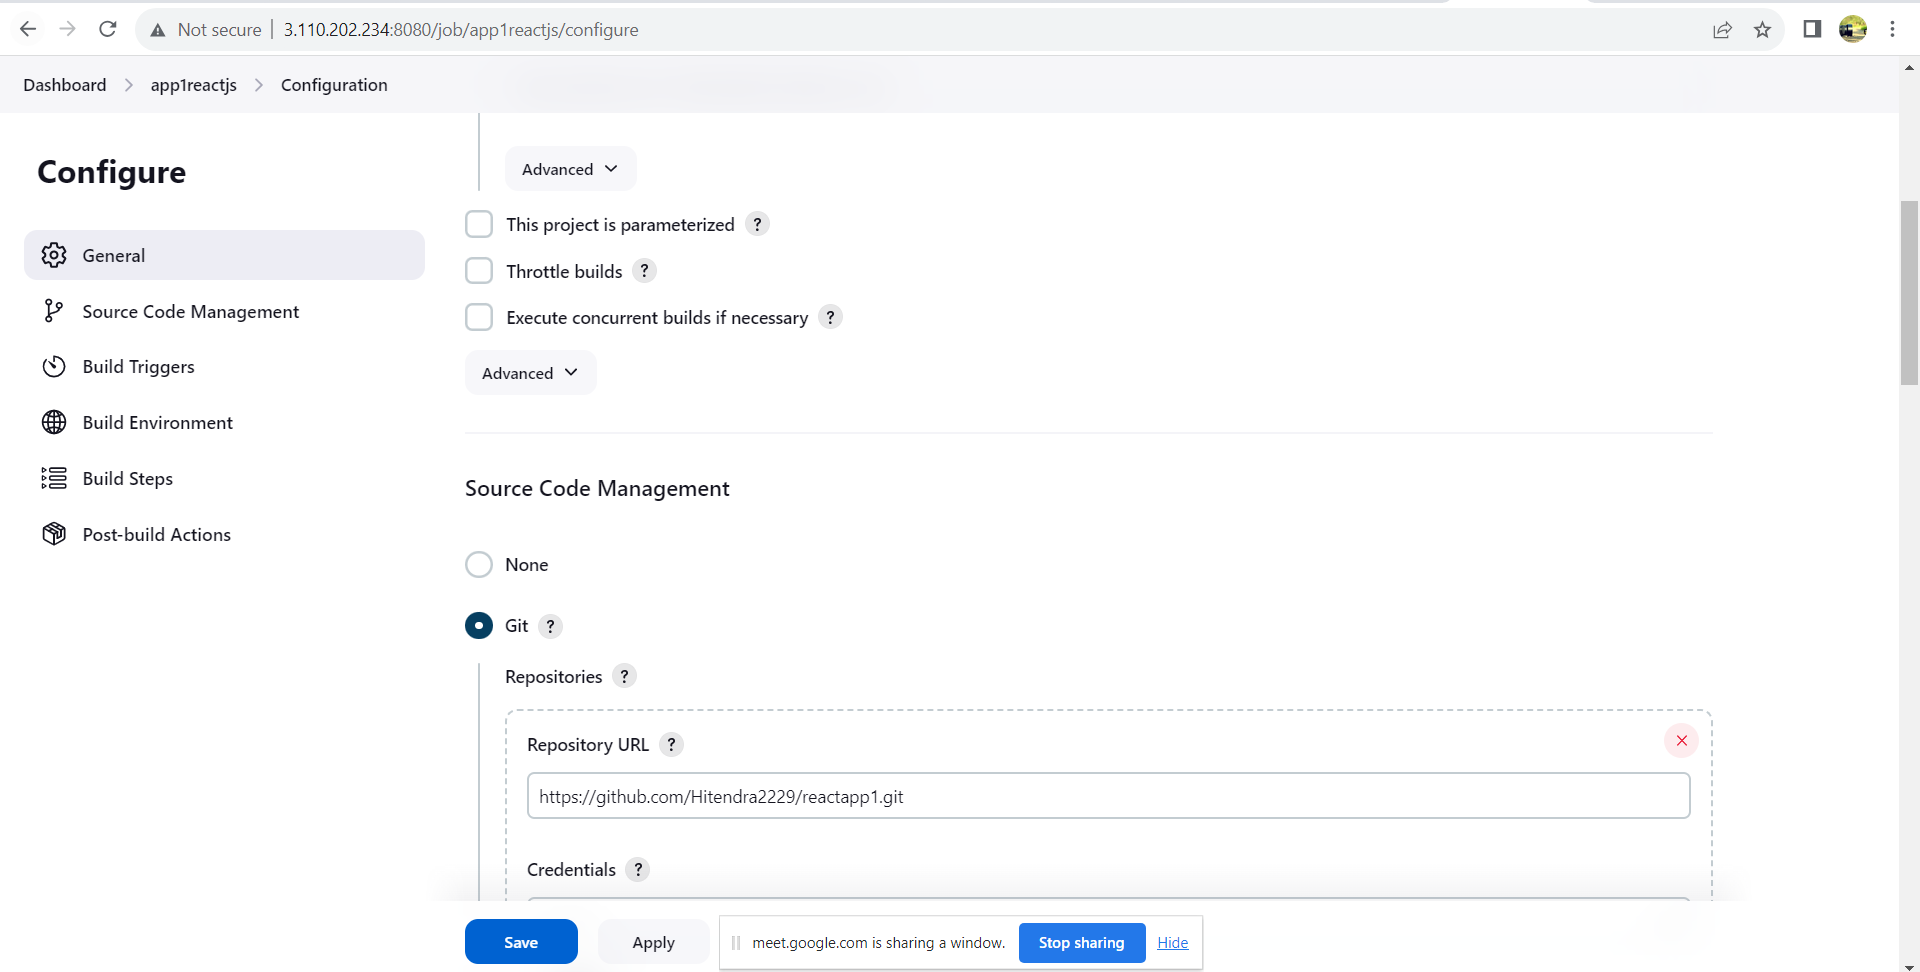 Not secure 3.110.202.234:8080/job/app1reactjs/configure
Dashboard app1reactjs Configuration
Configure
General
Source Code Management
Build Triggers
Build Environment
Build Steps
Post-build Actions
Advanced
This project is parameterized ?
Throttle builds ?
Execute concurrent builds if necessary ?
Advanced
Source Code Management
None
Git ?
Repositories ?
Repository URL ?
https://github.com/Hitendra2229/reactapp1.git
Credentials ?
Save Apply
meet.google.com is sharing a window. Stop sharing Hide